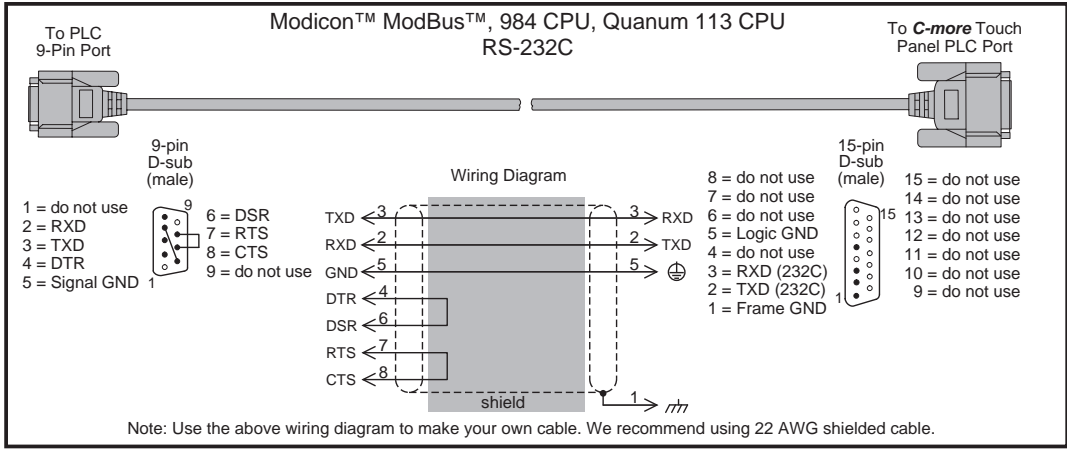 Modicon™ ModBus™, 984 CPU, Quanum 113 CPU
RS-232C
To PLC
9-Pin Port
To C-more Touch
Panel PLC Port
9-pin
D-sub
(male)
1 = do not use
2 = RXD
3 = TXD
4 = DTR
5 = Signal GND
9
1
6 = DSR
7 = RTS
8 = CTS
9 = do not use
Wiring Diagram
TXD 3 3 RXD
RXD 2 2 TXD
GND 5 5
DTR 4
DSR 6
RTS 7
CTS 8
shield
1
8 = do not use
7 = do not use
6 = do not use
5 = Logic GND
4 = do not use
3 = RXD (232C)
2 = TXD (232C)
1 = Frame GND
15-pin
D-sub
(male)
15
1
15 = do not use
14 = do not use
13 = do not use
12 = do not use
11 = do not use
10 = do not use
9 = do not use
Note: Use the above wiring diagram to make your own cable. We recommend using 22 AWG shielded cable.